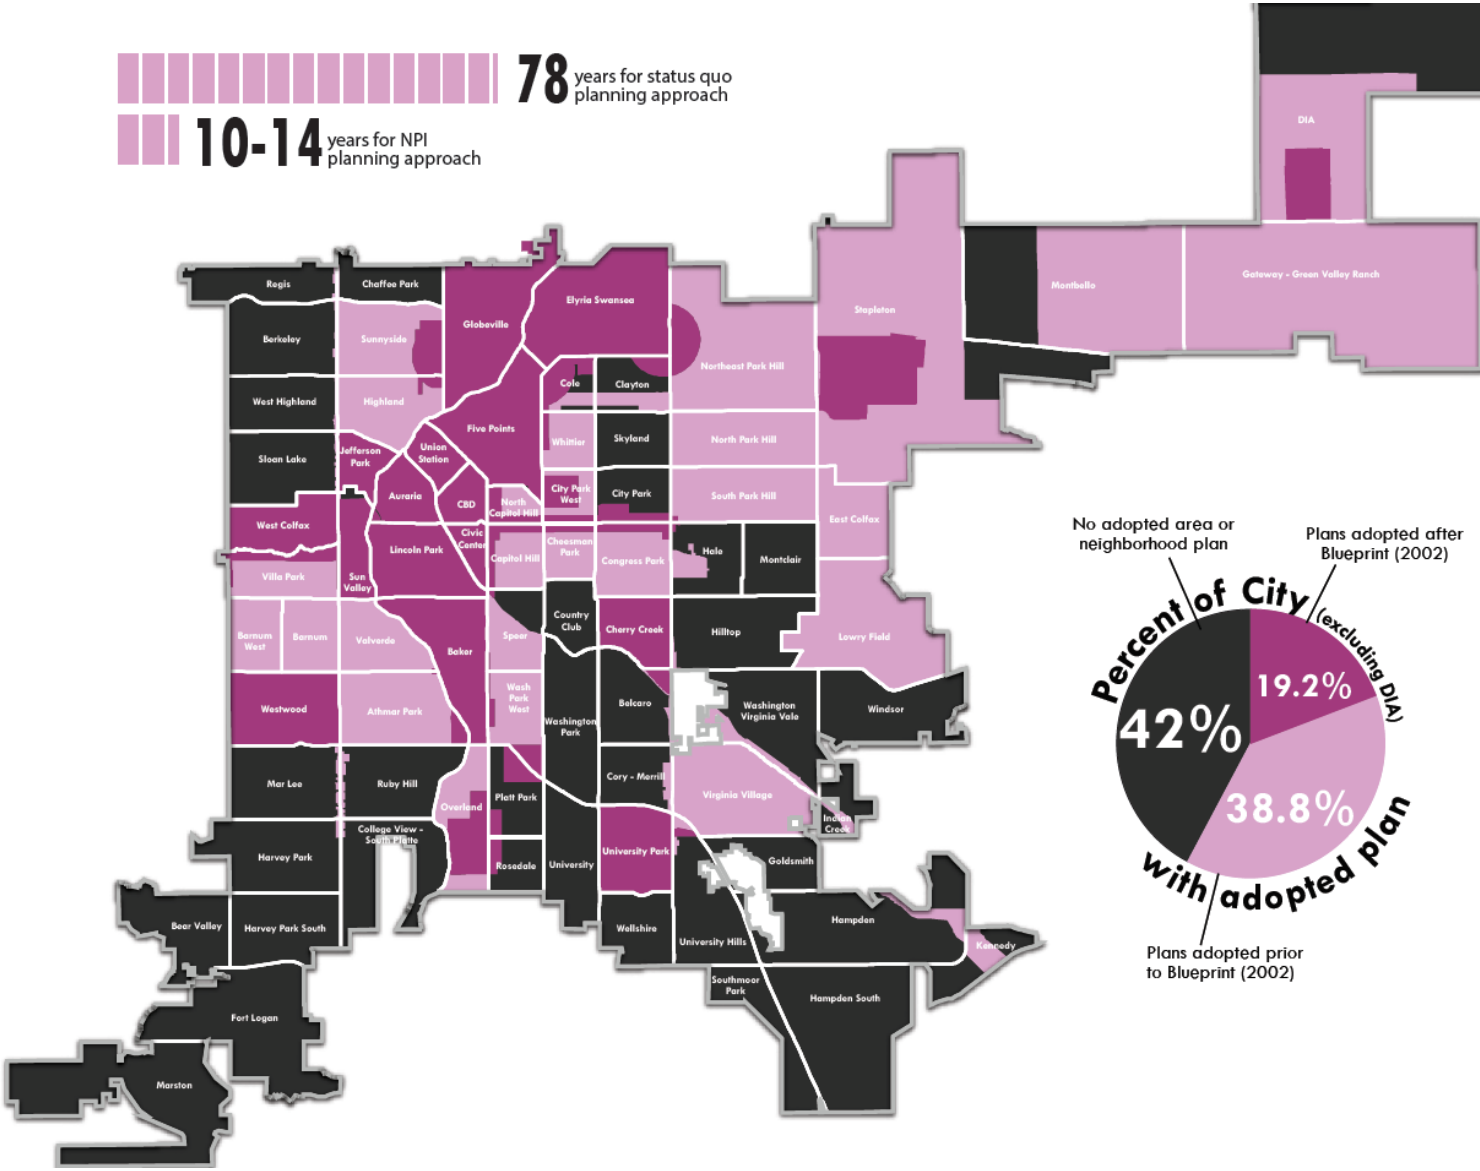 78 years for status quo
planning approach
10-14 years for NPI
planning approach
DIA
Regis
Chaffee Park
Elyria Swansea
Gateway - Green Valley Ranch
Montbello
Stapleton
Globeville
Berkeley
Sunnyside
Northeast Park Hill
Cole
Clayton
West Highland
Highland
Five Points
Whittier
Skyland
North Park Hill
Jefferson
Park
Union
Station
Sloan Lake
Auraria
CBD
North
Capitol Hill
City Park
West
City Park
South Park Hill
East Colfax
West Colfax
Lincoln Park
Civic
Center
Capitol Hill
Cheesman
Park
Congress Park
Hale
Montclair
Villa Park
Sun
Valley
Country
Club
Cherry Creek
Hilltop
Lowry Field
Barnum
West
Barnum
Valverde
Baker
Speer
Westwood
Athmar Park
Wash
Park
West
Washington
Park
Belcaro
Washington
Virginia Vale
Windsor
Mar Lee
Ruby Hill
Overland
Platt Park
Cory - Merrill
Virginia Village
Indian
Creek
College View -
South Platte
Harvey Park
Rosedale
University
University Park
Goldsmith
Bear Valley
Harvey Park South
Wellshire
University Hills
Hampden
Kennedy
Southmoor
Park
Hampden South
Fort Logan
Marston
No adopted area or
neighborhood plan
Plans adopted after
Blueprint (2002)
Percent of City (excluding DIA)
19.2%
42%
38.8%
with adopted plan
Plans adopted prior
to Blueprint (2002)